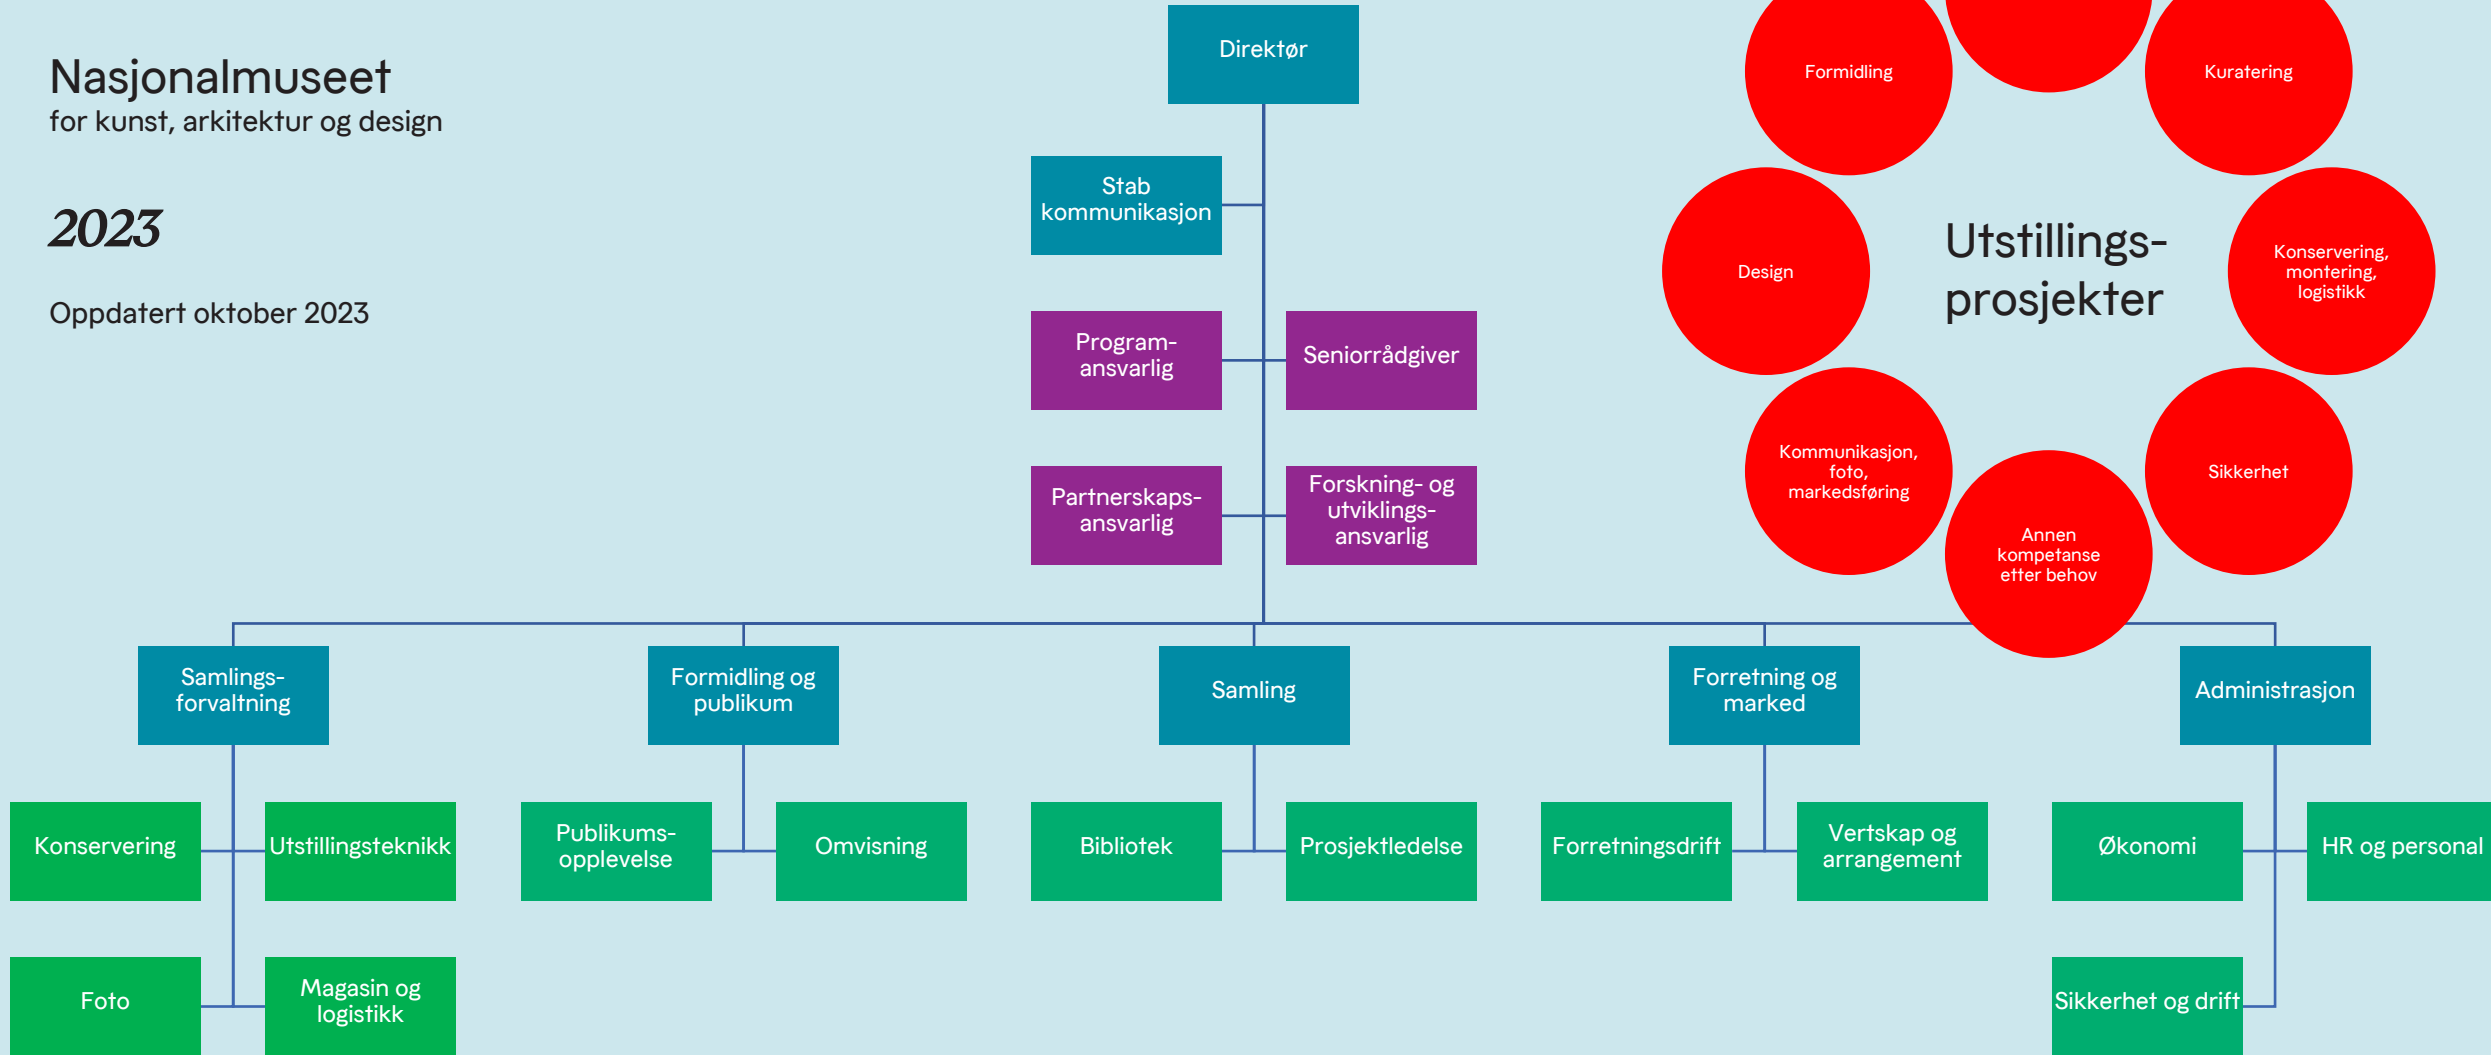 Nasjonalmuseet
for kunst, arkitektur og design
2023
Oppdatert oktober 2023
Direktør
Stab
kommunikasjon
Program-
ansvarlig
Seniorrådgiver
Partnerskaps-
ansvarlig
Forskning- og
utviklings-
ansvarlig
Formidling
Kuratering
Design
Utstillings-
prosjekter
Konservering,
montering,
logistikk
Kommunikasjon,
foto,
markedsføring
Sikkerhet
Annen
kompetanse
etter behov
Samlings-
forvaltning
Formidling og
publikum
Samling
Forretning og
marked
Administrasjon
Konservering
Utstillingsteknikk
Publikums-
opplevelse
Omvisning
Bibliotek
Prosjektledelse
Forretningsdrift
Vertskap og
arrangement
Økonomi
HR og personal
Foto
Magasin og
logistikk
Sikkerhet og drift